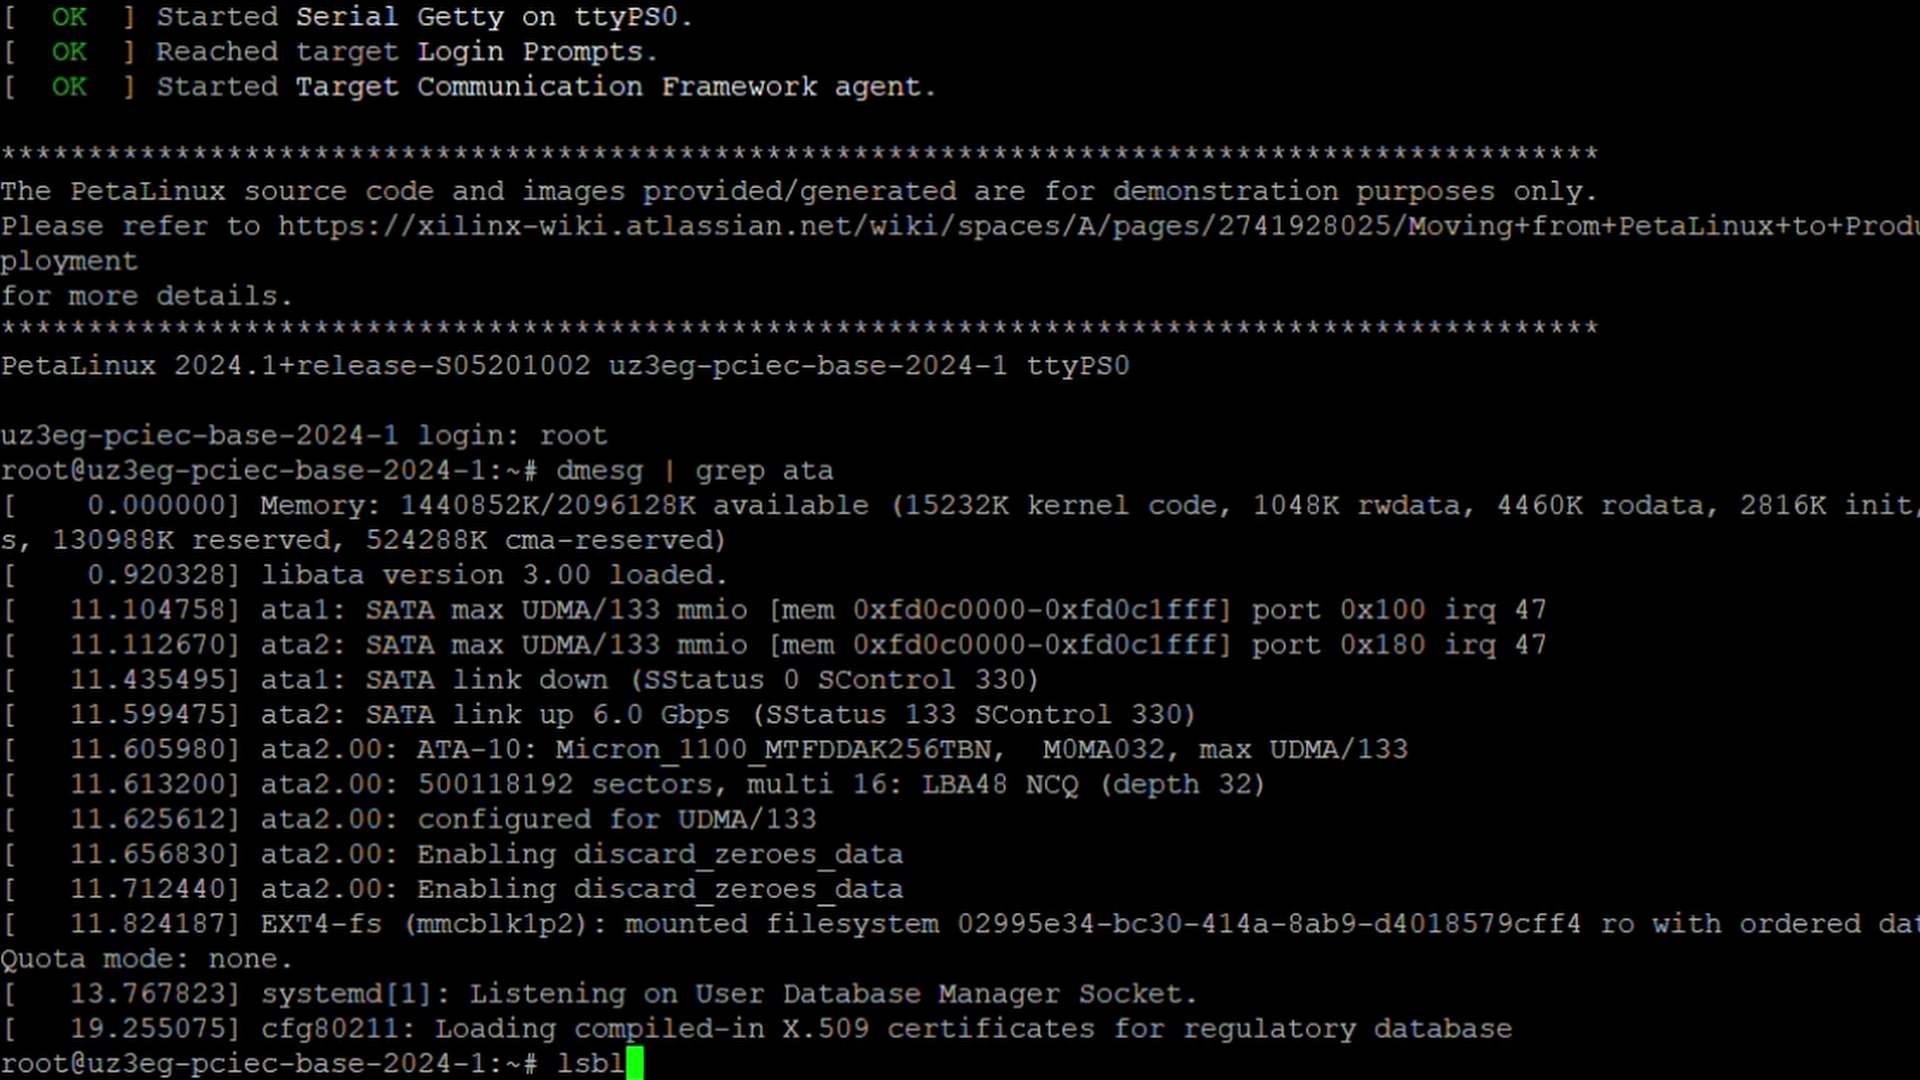 [  OK  ] Started Serial Getty on ttyPS0.
[  OK  ] Reached target Login Prompts.
[  OK  ] Started Target Communication Framework agent.
********************************************************************************************
The PetaLinux source code and images provided/generated are for demonstration purposes only.
Please refer to https://xilinx-wiki.atlassian.net/wiki/spaces/A/pages/2741928025/Moving+from+PetaLinux+to+Produ
ployment
for more details.
********************************************************************************************
PetaLinux 2024.1+release-S05201002 uz3eg-pciec-base-2024-1 ttyPS0
uz3eg-pciec-base-2024-1 login: root
root@uz3eg-pciec-base-2024-1:~# dmesg | grep ata
[    0.000000] Memory: 1440852K/2096128K available (15232K kernel code, 1048K rwdata, 4460K rodata, 2816K init,
s, 130988K reserved, 524288K cma-reserved)
[    0.920328] libata version 3.00 loaded.
[   11.104758] ata1: SATA max UDMA/133 mmio [mem 0xfd0c0000-0xfd0c1fff] port 0x100 irq 47
[   11.112670] ata2: SATA max UDMA/133 mmio [mem 0xfd0c0000-0xfd0c1fff] port 0x180 irq 47
[   11.435495] ata1: SATA link down (SStatus 0 SControl 330)
[   11.599475] ata2: SATA link up 6.0 Gbps (SStatus 133 SControl 330)
[   11.605980] ata2.00: ATA-10: Micron_1100_MTFDDAK256TBN,  M0MA032, max UDMA/133
[   11.613200] ata2.00: 500118192 sectors, multi 16: LBA48 NCQ (depth 32)
[   11.625612] ata2.00: configured for UDMA/133
[   11.656830] ata2.00: Enabling discard_zeroes_data
[   11.712440] ata2.00: Enabling discard_zeroes_data
[   11.824187] EXT4-fs (mmcblk1p2): mounted filesystem 02995e34-bc30-414a-8ab9-d4018579cff4 ro with ordered dat
Quota mode: none.
[   13.767823] systemd[1]: Listening on User Database Manager Socket.
[   19.255075] cfg80211: Loading compiled-in X.509 certificates for regulatory database
root@uz3eg-pciec-base-2024-1:~# lsbl